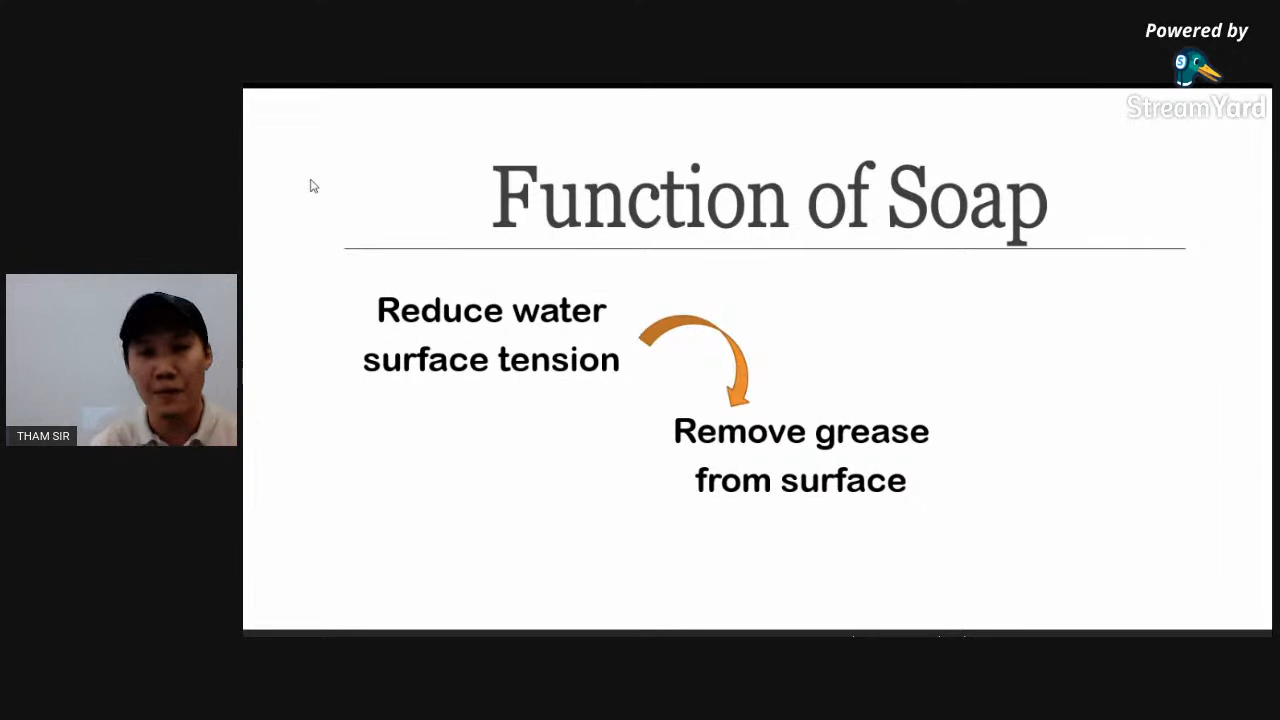 Powered by
StreamYard
Function of Soap
Reduce water
surface tension
Remove grease
from surface
THAM SIR